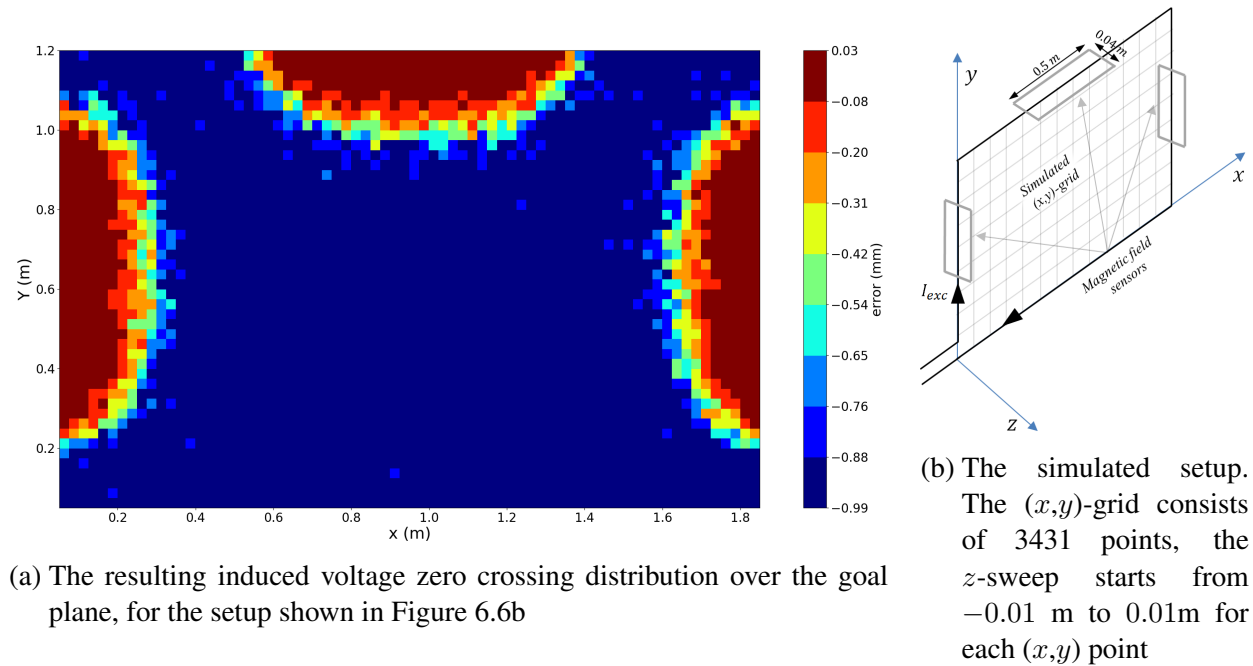 1.2
1.0
0.8
0.6
0.4
0.2
Y (m)
0.2 0.4 0.6 0.8 1.0 1.2 1.4 1.6 1.8
x (m)
0.03
−0.08
−0.20
−0.31
−0.42
−0.54
−0.65
−0.76
−0.88
−0.99
error (mm)
(a) The resulting induced voltage zero crossing distribution over the goal
plane, for the setup shown in Figure 6.6b
y
0.5 m
0.04 m
Simulated
(x,y)-grid
x
Magnetic field
sensors
Iexc
z
(b) The simulated setup.
The (x,y)-grid consists
of 3431 points, the
z-sweep starts from
−0.01 m to 0.01m for
each (x,y) point